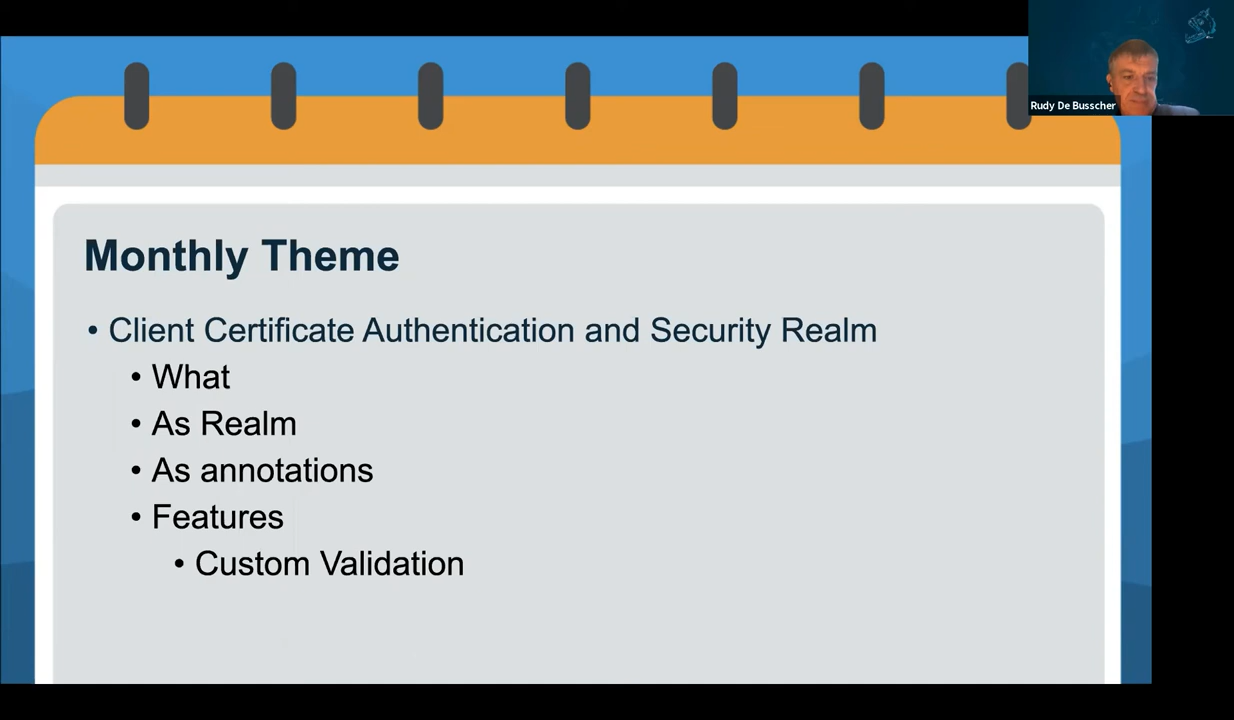 Rudy De Busscher
Monthly Theme
• Client Certificate Authentication and Security Realm
• What
• As Realm
• As annotations
• Features
• Custom Validation